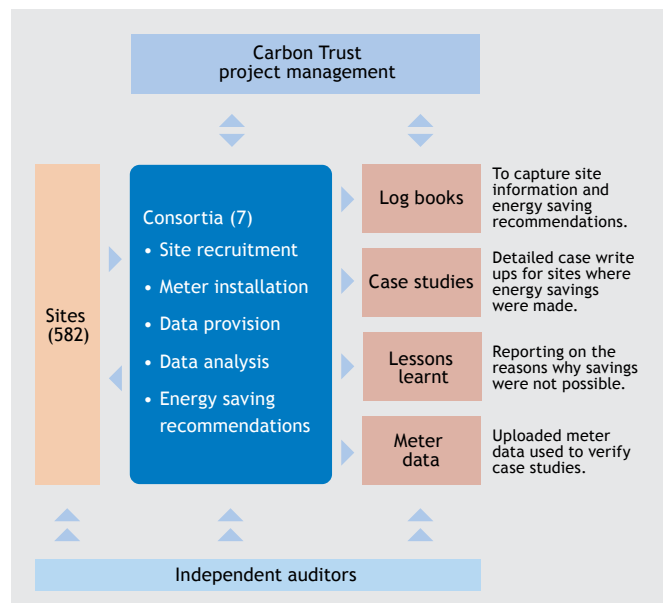 Carbon Trust
project management
Sites
(582)
Consortia (7)
• Site recruitment
• Meter installation
• Data provision
• Data analysis
• Energy saving
recommendations
Log books
To capture site
information and
energy saving
recommendations.
Case studies
Detailed case write
ups for sites where
energy savings
were made.
Lessons
learnt
Reporting on the
reasons why savings
were not possible.
Meter
data
Uploaded meter
data used to verify
case studies.
Independent auditors